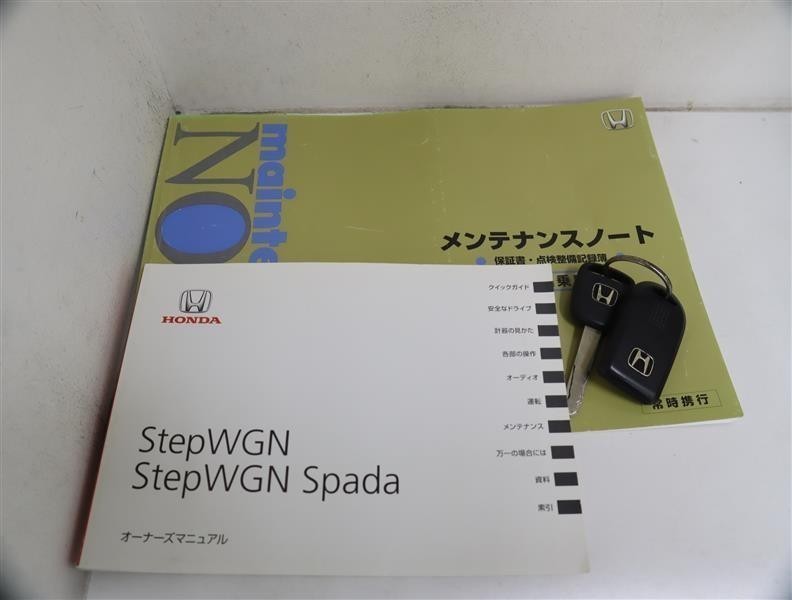 mainte
NO
メンテナンスノート
保証書・点検整備記録簿
乗
常時携行
HONDA
クイックガイド
安全なドライブ
計器の見かた
各部の操作
オーディオ
運転
メンテナンス
万一の場合には
資料
索引
StepWGN
StepWGN Spada
オーナーズマニュアル